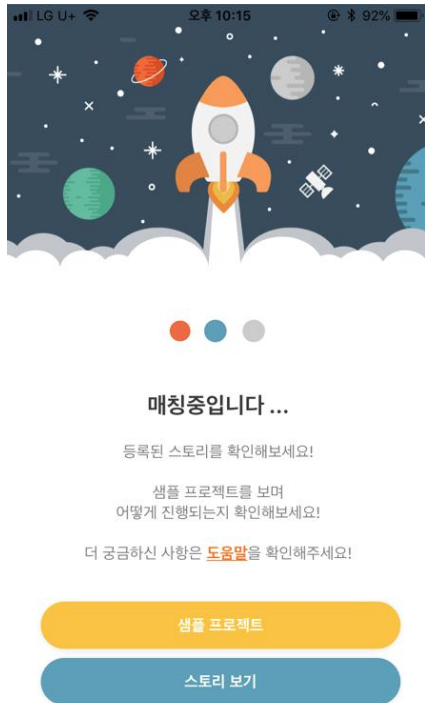 LG U+ 오후 10:15 92%
매칭중입니다 ...
등록된 스토리를 확인해보세요!
샘플 프로젝트를 보며
어떻게 진행되는지 확인해보세요!
더 궁금하신 사항은 도움말을 확인해주세요!
샘플 프로젝트
스토리 보기